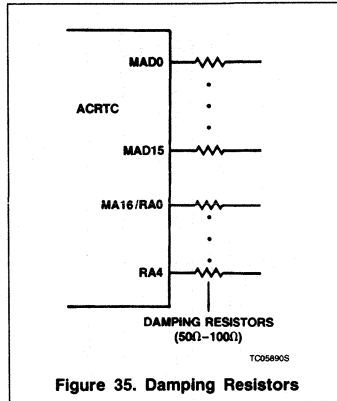 MAD0
ACRTC
MAD15
MA16/RA0
RA4
DAMPING RESISTORS
(50Ω–100Ω)
TC05890S
Figure 35. Damping Resistors